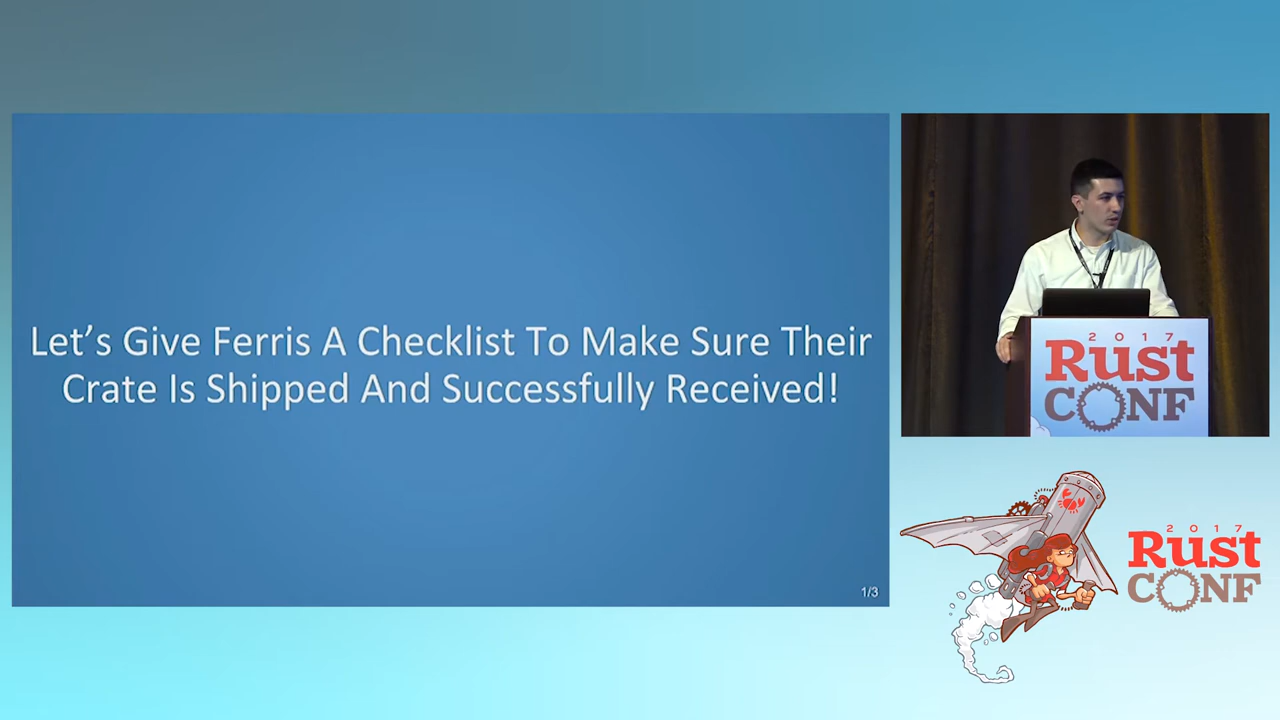 Let's Give Ferris A Checklist To Make Sure Their
Crate Is Shipped And Successfully Received!
1/3
2017
Rust
CONF
2017
Rust
CONF